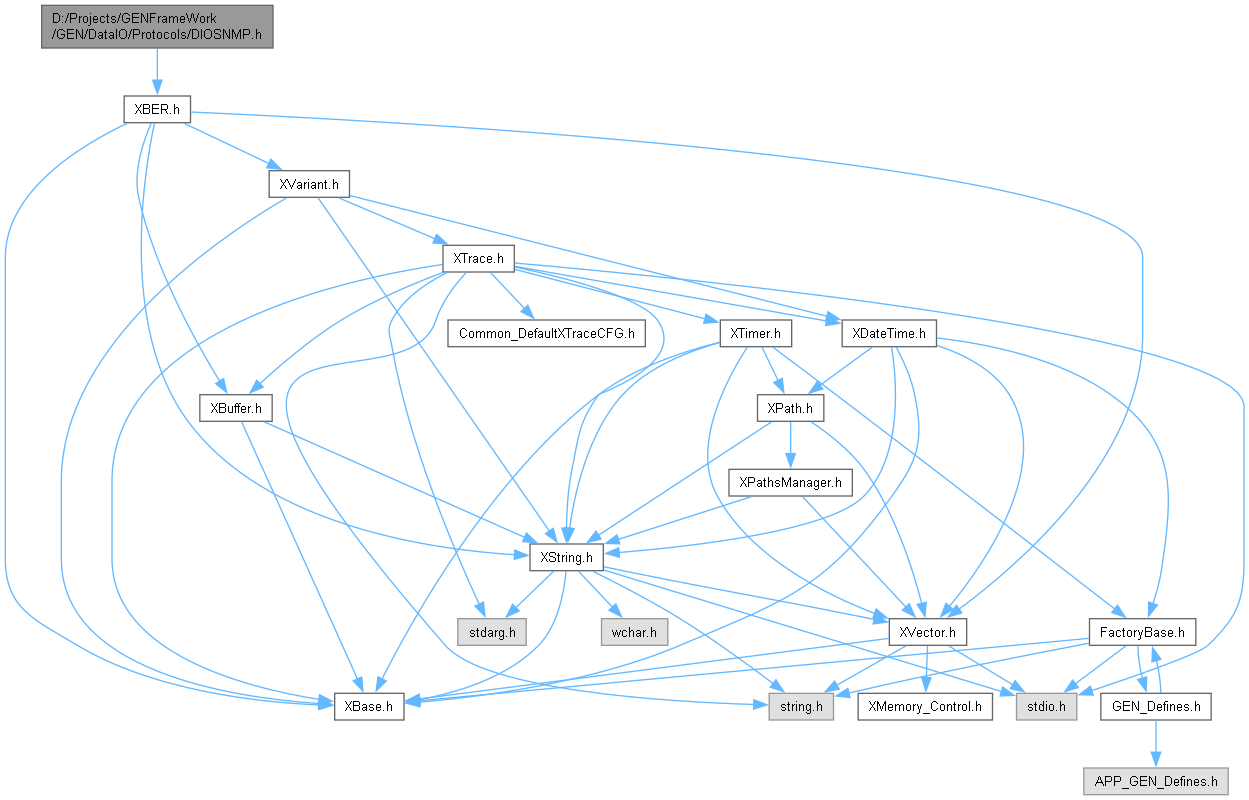 D:/Projects/GENFrameWork
/GEN/DataIO/Protocols/DIOSNMP.h
XBER.h
XVariant.h
XTrace.h
Common_DefaultXTraceCFG.h
XTimer.h
XDateTime.h
XBuffer.h
XPath.h
XPathsManager.h
XString.h
stdarg.h
wchar.h
XVector.h
FactoryBase.h
XBase.h
string.h
XMemory_Control.h
stdio.h
GEN_Defines.h
APP_GEN_Defines.h